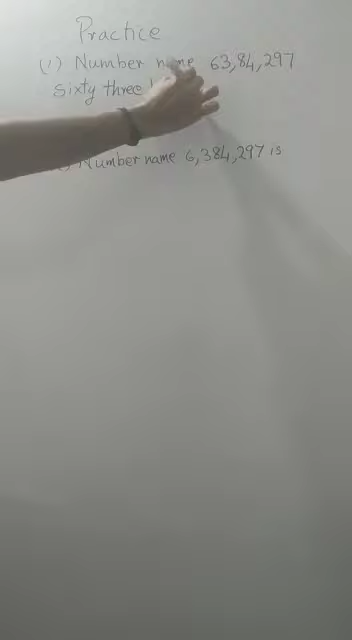 Practice
(1) Number name 63,84,297
Sixty three
Number name 6,384,297 is